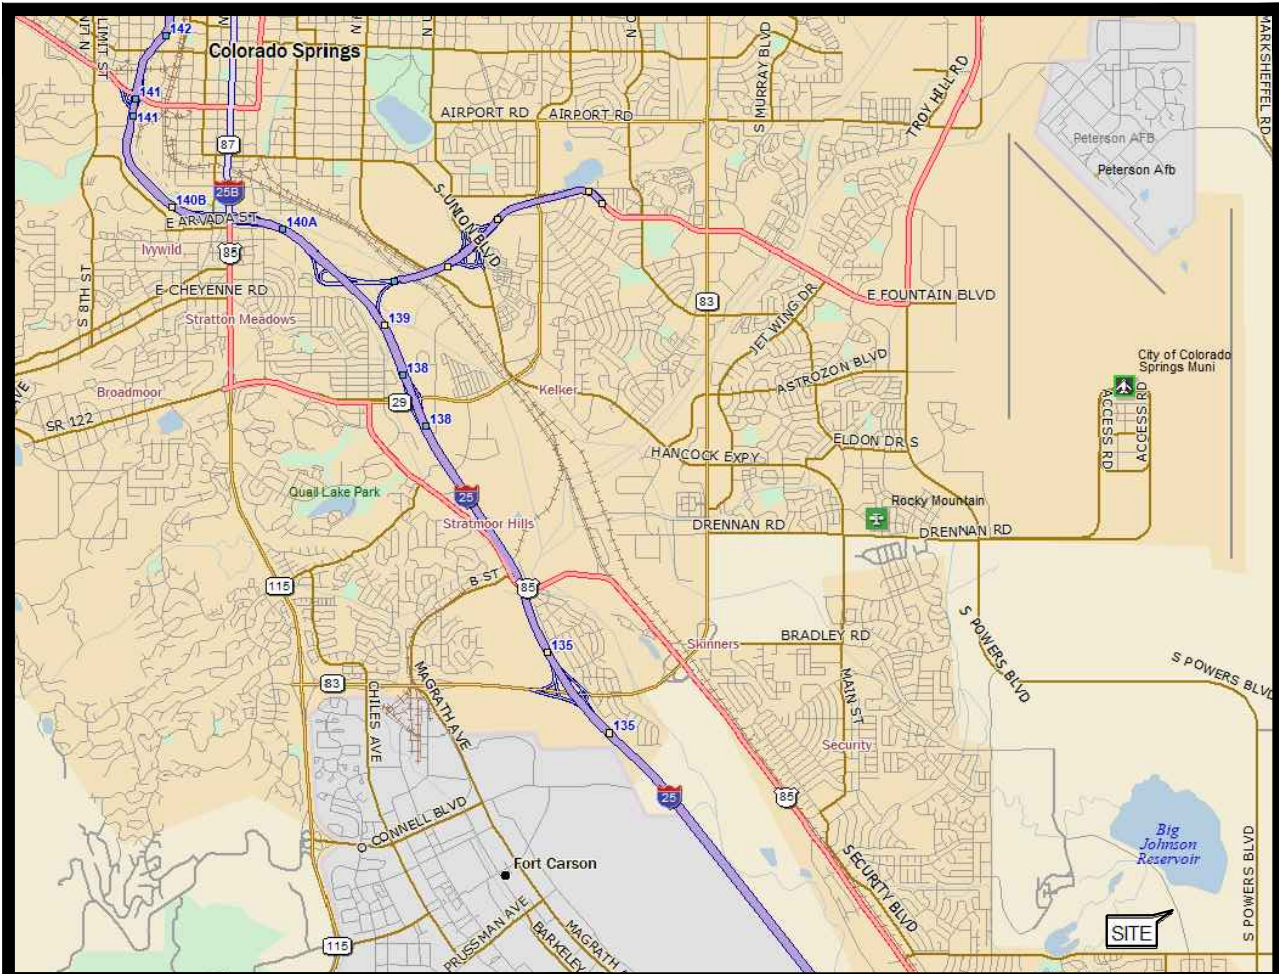 142
Colorado Springs
LIMIT ST
S MURRAY BLVD
TROY HILL RD
MARKSHEFFEL RD
141
141
AIRPORT RD
AIRPORT RD
Peterson AFB
Peterson Afb
87
25B
140B
E ARVADA ST
140A
S UNION BLVD
Ivywild
85
S 8TH ST
E CHEYENNE RD
Stratton Meadows
139
83
E FOUNTAIN BLVD
JET WING DR
138
ASTROZON BLVD
City of Colorado
Springs Muni
ACCESS RD
ACCESS RD
Broadmoor
Kelker
29
SR 122
138
ELDON DR S
HANCOCK EXPY
Quail Lake Park
25
Rocky Mountain
Stratmoor Hills
DRENNAN RD
DRENNAN RD
B ST
85
115
S POWERS BLVD
135
Skinners
BRADLEY RD
S POWERS BLVD
83
CHILES AVE
MAGRATH AVE
MAIN ST
135
Security
25
85
O CONNELL BLVD
Big
Johnson
Reservoir
S POWERS BLVD
Fort Carson
SECURITY BLVD
115
PRUSSMAN AVE
BARKELEY
MAGRATH A
SITE